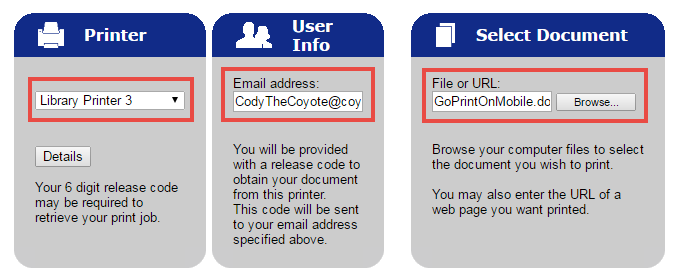 Printer
Library Printer 3
Details
Your 6 digit release code
may be required to
retrieve your print job.
User
Info
Email address:
CodyTheCoyote@coy
You will be provided
with a release code to
obtain your document
from this printer.
This code will be sent
to your email address
specified above.
Select Document
File or URL:
GoPrintOnMobile.do Browse...
Browse your computer files to select
the document you wish to print.
You may also enter the URL of a
web page you want printed.